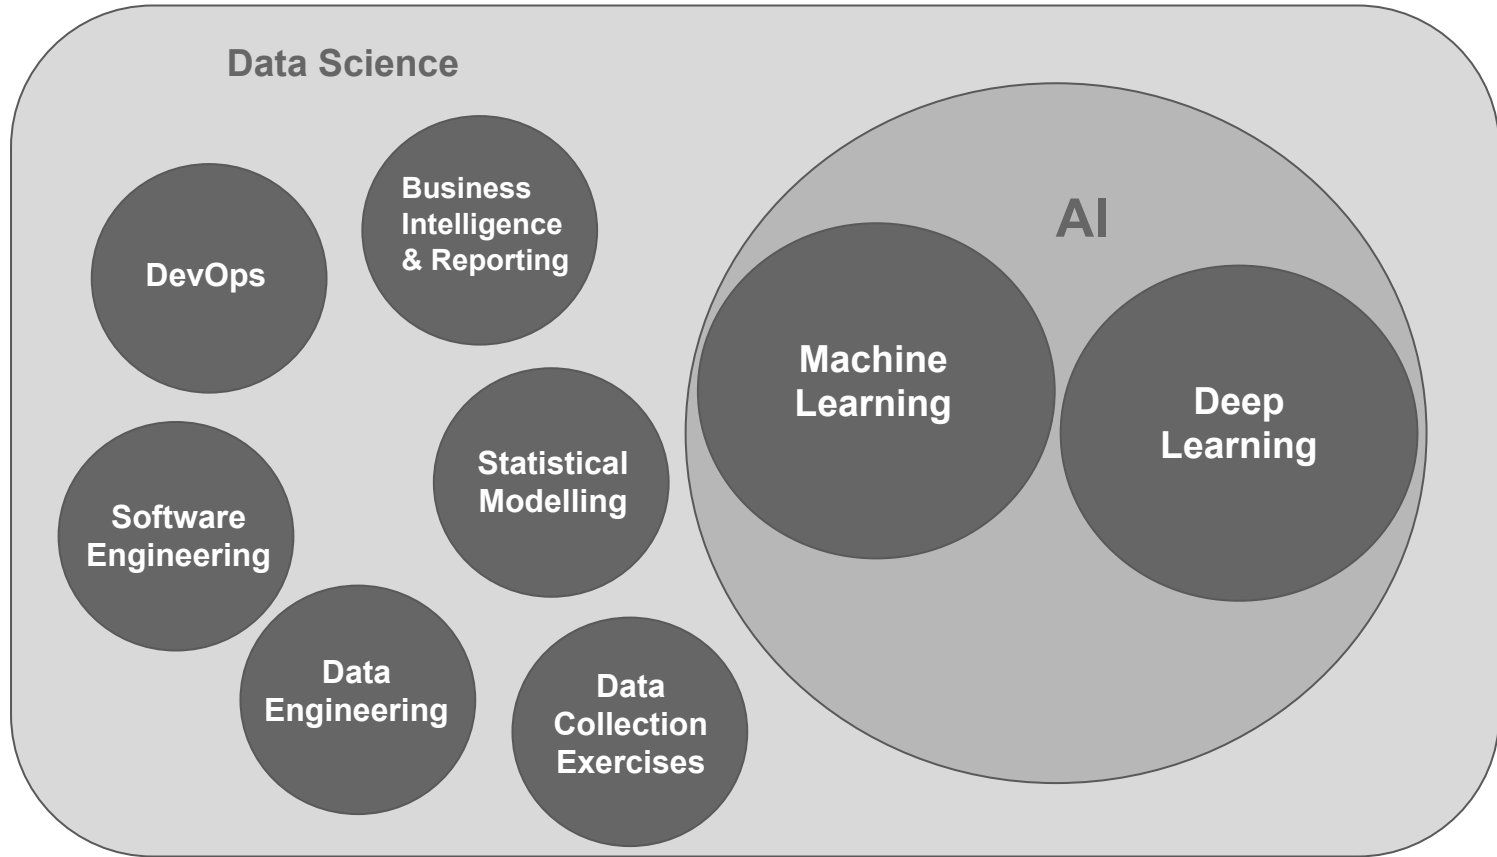 Data Science
Business
Intelligence
& Reporting
DevOps
AI
Machine
Learning
Deep
Learning
Statistical
Modelling
Software
Engineering
Data
Engineering
Data
Collection
Exercises